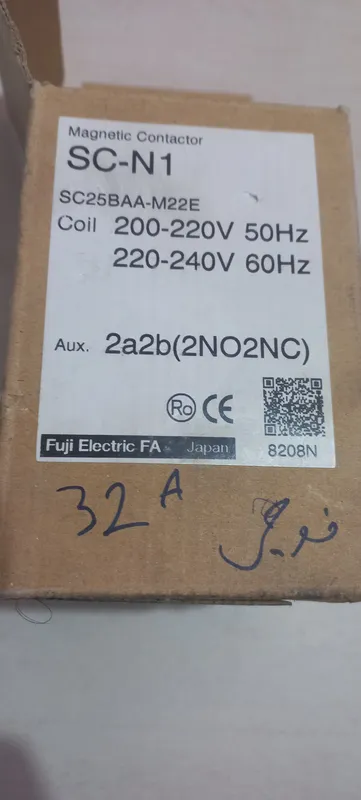 Magnetic Contactor
SC-N1
SC25BAA-M22E
Coil 200-220V 50Hz
220-240V 60Hz
Aux. 2a2b(2NO2NC)
Ro CE
Fuji Electric FA Japan 8208N
32 A
فوجی